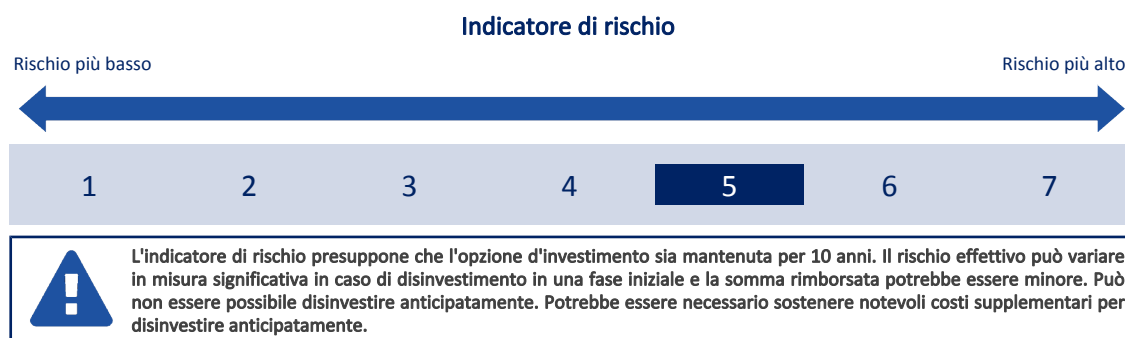 Indicatore di rischio
Rischio più basso
Rischio più alto
1 2 3 4 5 6 7
L'indicatore di rischio presuppone che l'opzione d'investimento sia mantenuta per 10 anni. Il rischio effettivo può variare
in misura significativa in caso di disinvestimento in una fase iniziale e la somma rimborsata potrebbe essere minore. Può
non essere possibile disinvestire anticipatamente. Potrebbe essere necessario sostenere notevoli costi supplementari per
disinvestire anticipatamente.